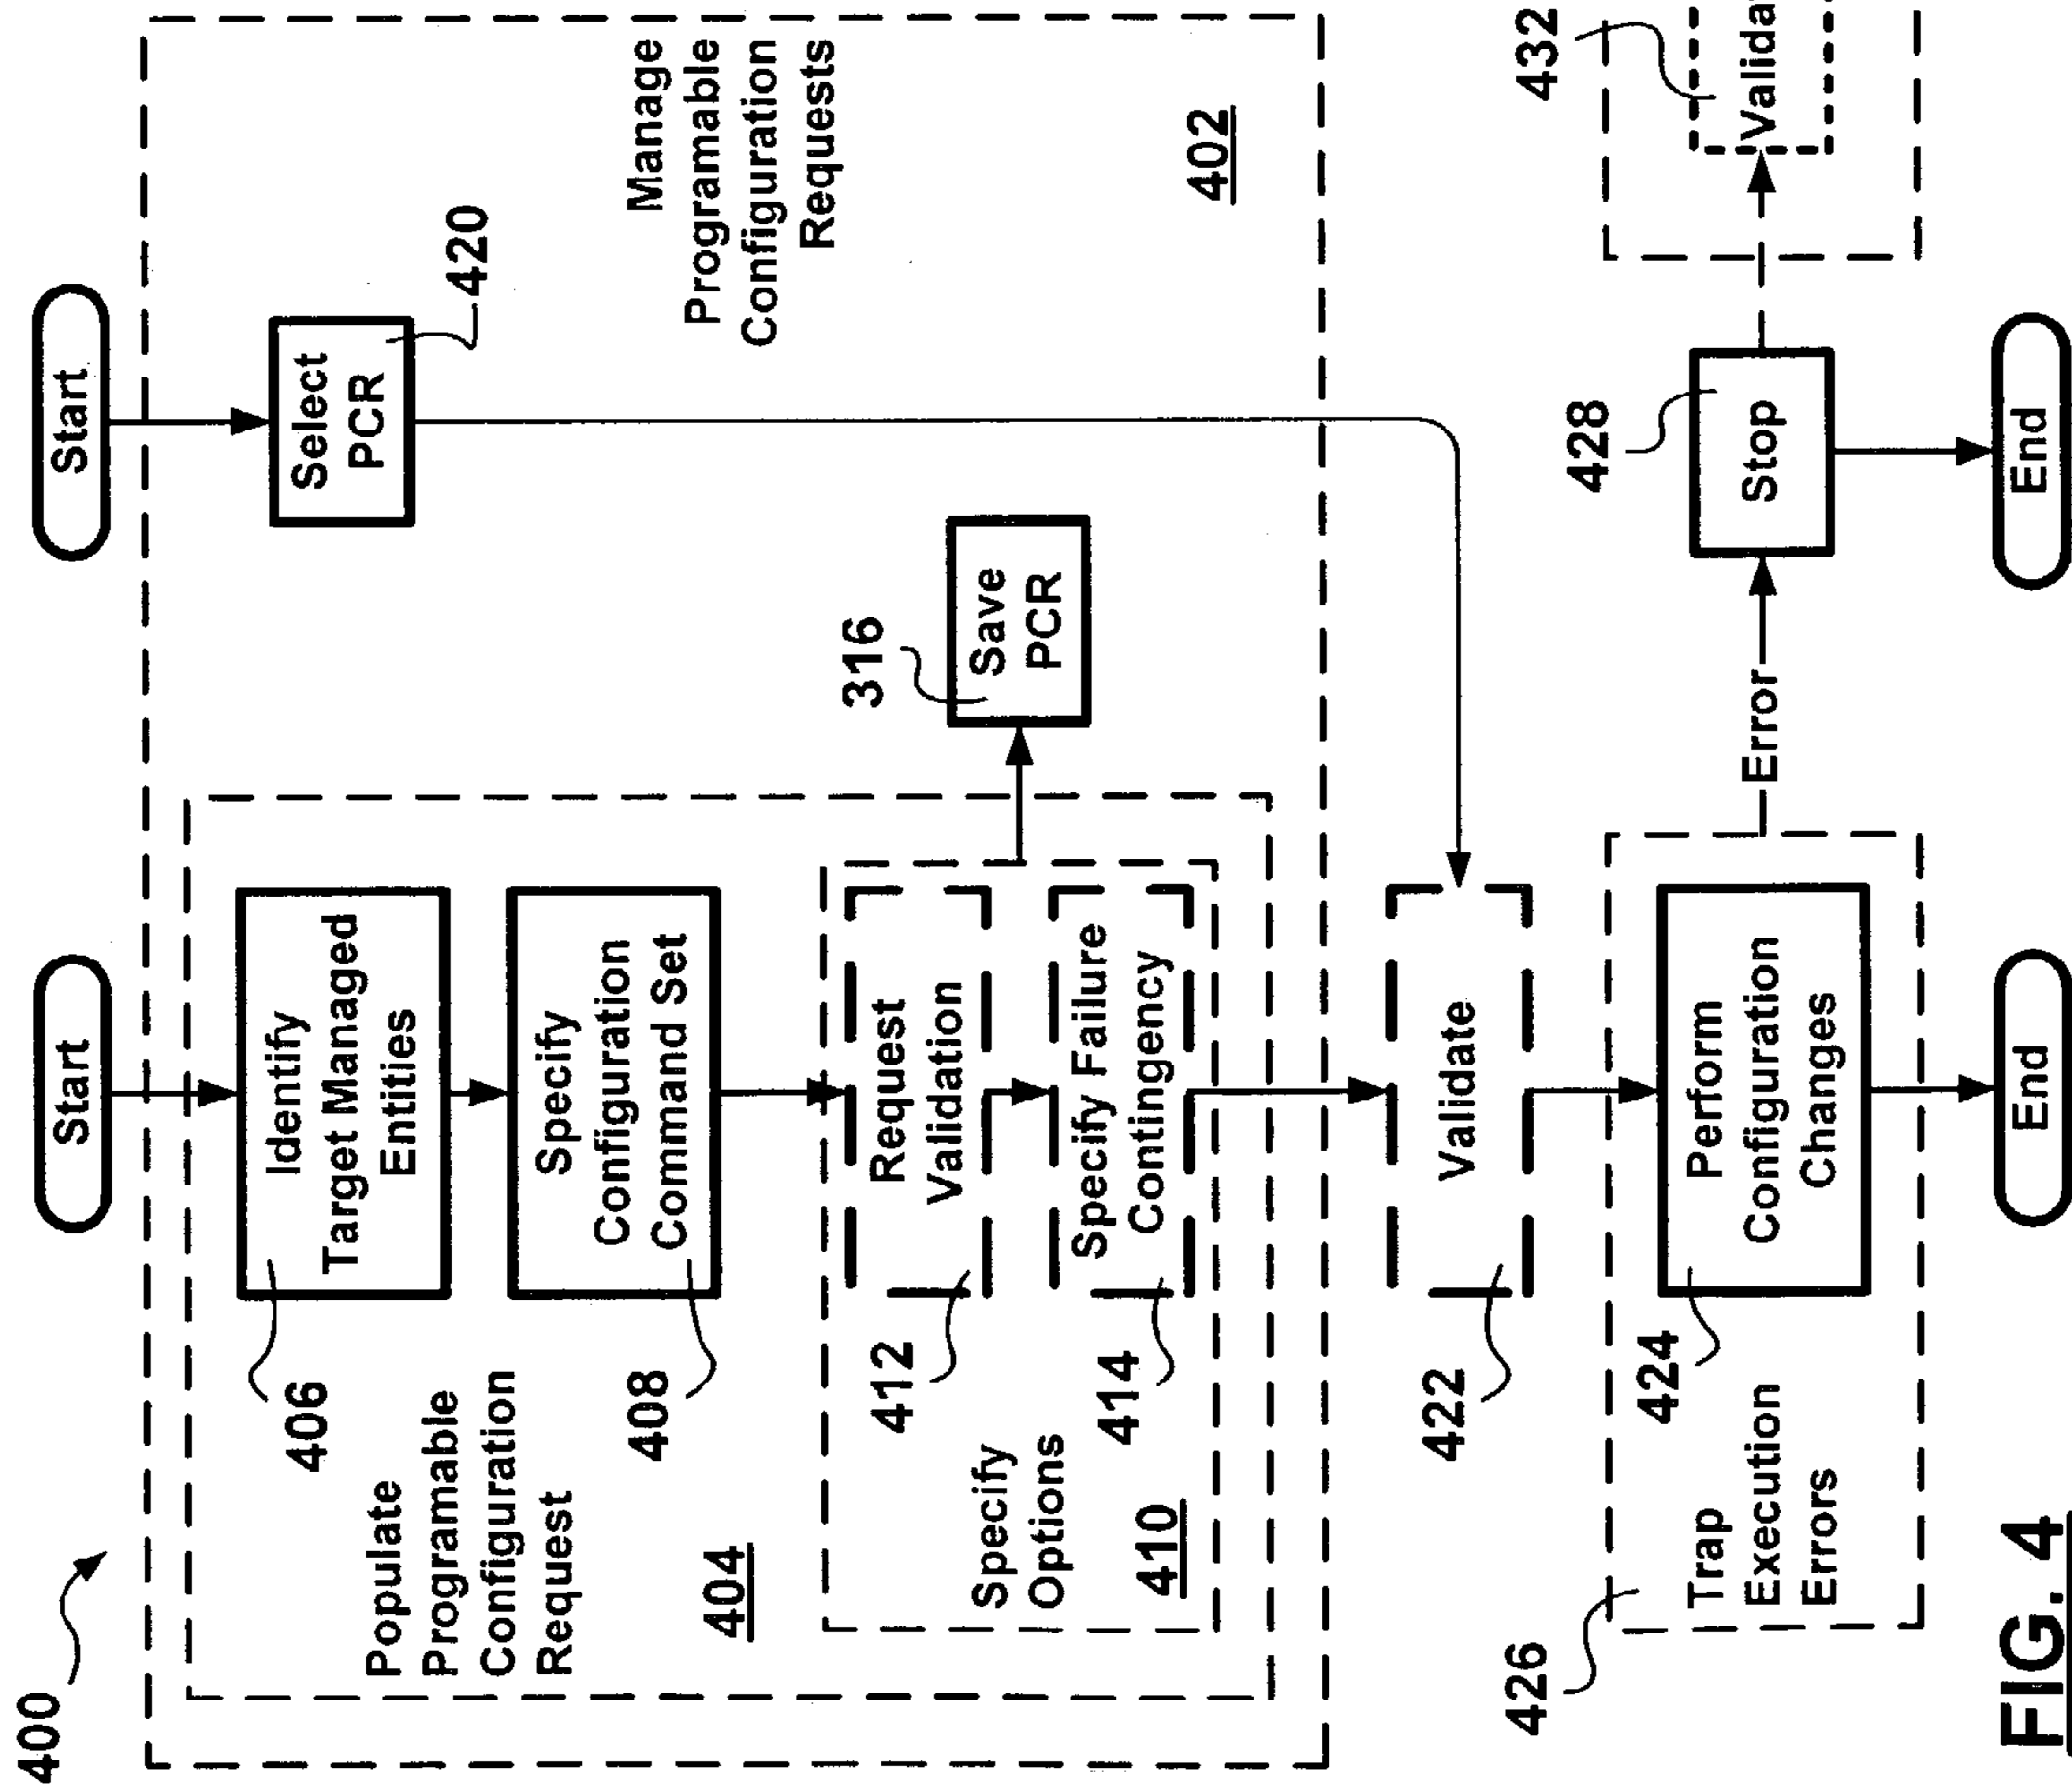 400
Start
Start
Identify
Target Managed
Entities
406
Select
PCR
420
Populate
Programable
Configuration
Request
404
Specify
Configuration
Command Set
408
Manage
Programable
Configuration
Requests
402
Request
Validation
412
Specify Failure
Contingency
414
Specify
Options
410
316
Save
PCR
Validate
422
Perform
Configuration
Changes
424
Trap
Execution
Errors
426
Error
Stop
428
432
End
End
FIG. 4